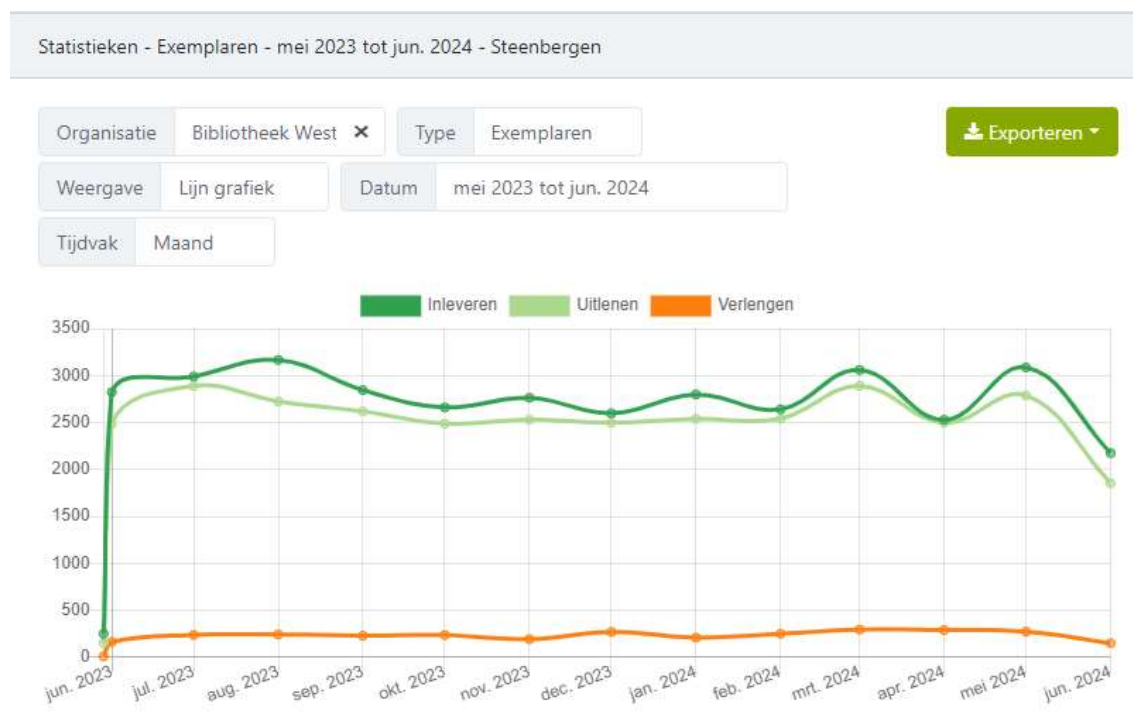 Statistieken - Exemplaren - mei 2023 tot jun. 2024 - Steenbergen
Organisatie Bibliotheek West ✕ Type Exemplaren Exporteren
Weergave Lijn grafiek Datum mei 2023 tot jun. 2024
Tijdvak Maand
Inleveren Uitlenen Verlengen
3500
3000
2500
2000
1500
1000
500
0
jun. 2023 jul. 2023 aug. 2023 sep. 2023 okt. 2023 nov. 2023 dec. 2023 jan. 2024 feb. 2024 mrt. 2024 apr. 2024 mei 2024 jun. 2024